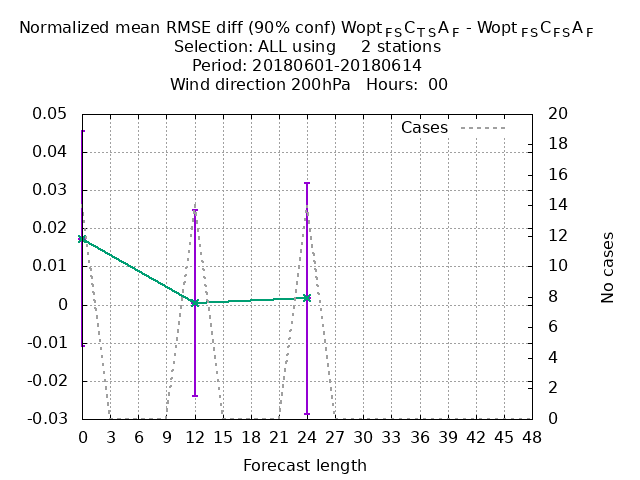 Normalized mean RMSE diff (90% conf) Wopt FS C TS A F - Wopt FS C FS A F
Selection: ALL using 2 stations
Period: 20180601-20180614
Wind direction 200hPa Hours: 00
Cases
0.05
0.04
0.03
0.02
0.01
0
-0.01
-0.02
-0.03
20
18
16
14
12
10
8
6
4
2
0
No cases
0 3 6 9 12 15 18 21 24 27 30 33 36 39 42 45 48
Forecast length